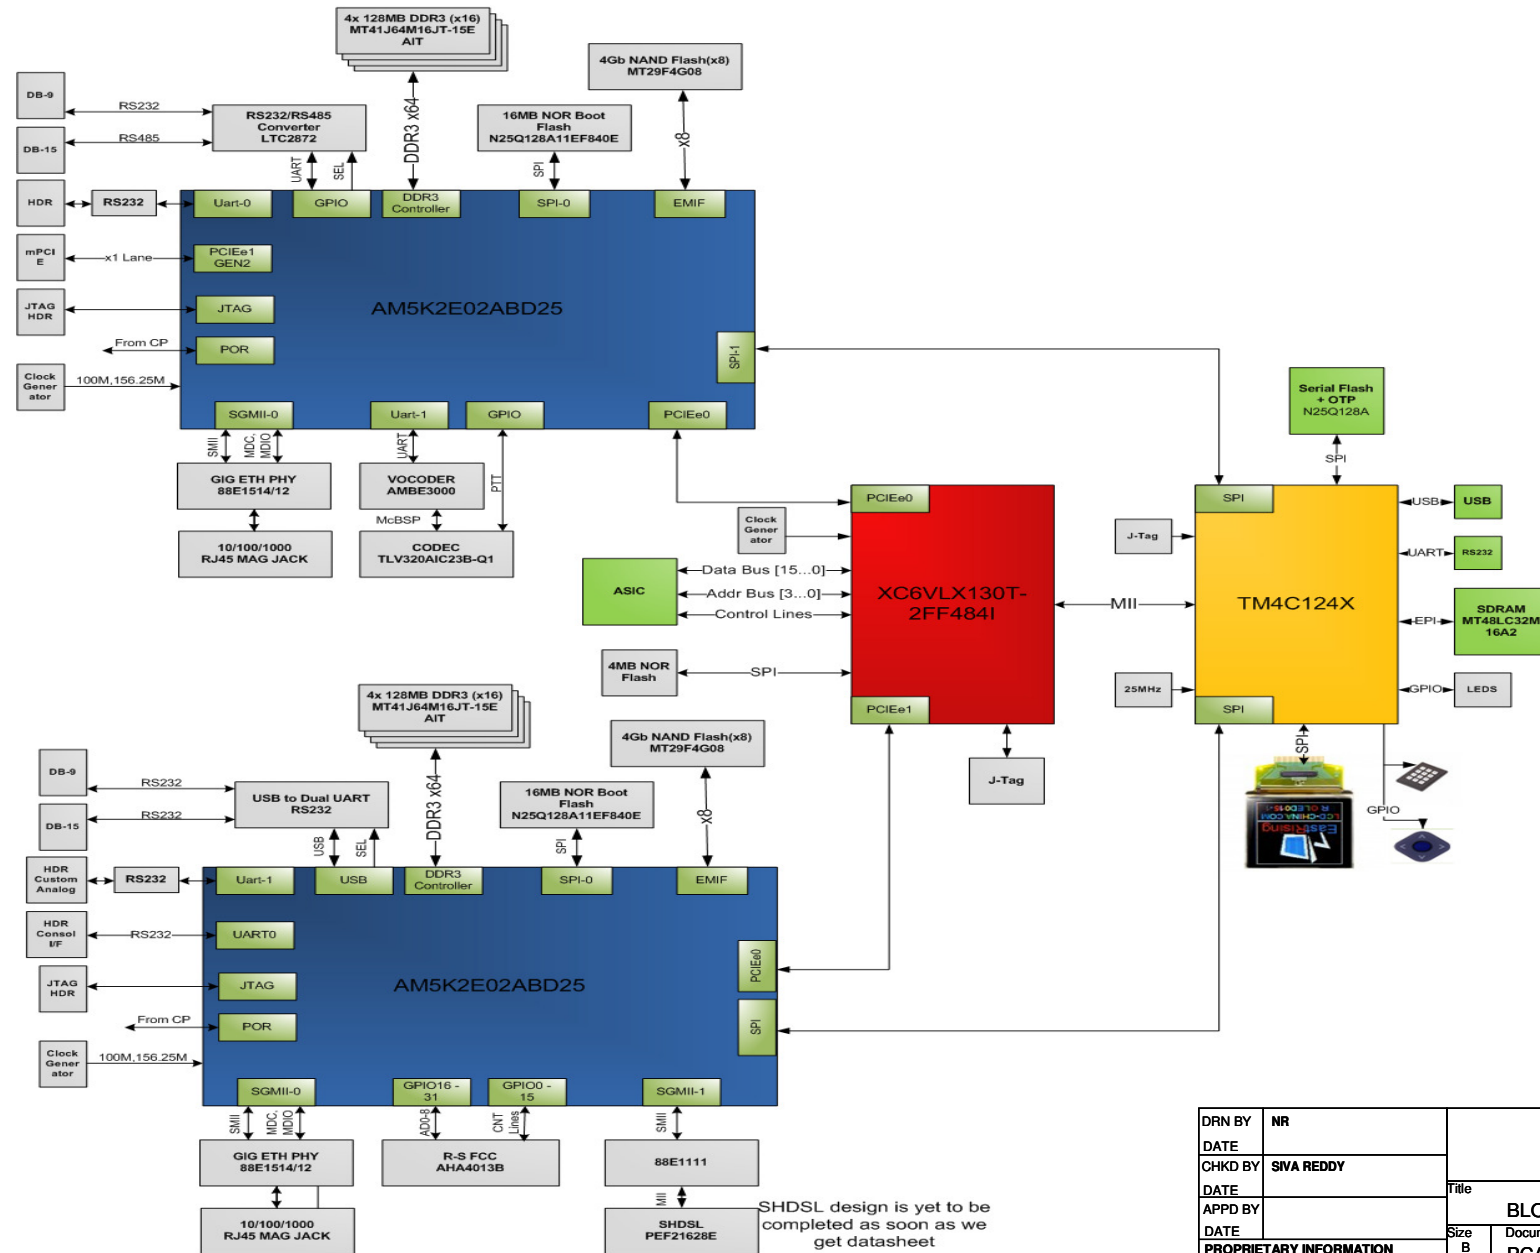 4x 128MB DDR3 (x16)
MT41J64M16JT-15E
AIT
4Gb NAND Flash(x8)
MT29F4G08
DB-9
RS232
RS232/RS485
Converter
LTC2872
16MB NOR Boot
Flash
N25Q128A11EF840E
DB-15
RS485
UART
SEL
DDR3 x64
SPI
x8
HDR
RS232
Uart-0
GPIO
DDR3
Controller
SPI-0
EMIF
mPCI
E
x1 Lane
PCIEe1
GEN2
JTAG
HDR
JTAG
AM5K2E02ABD25
From CP
POR
SPI-1
Clock
Gener
ator
100M,156.25M
SGMII-0
Uart-1
GPIO
PCIEe0
SMII
MDC,
MDIO
UART
PTT
GIG ETH PHY
88E1514/12
VOCODER
AMBE3000
McBSP
10/100/1000
RJ45 MAG JACK
CODEC
TLV320AIC23B-Q1
Serial Flash
+ OTP
N25Q128A
SPI
PCIEe0
Clock
Gener
ator
SPI
USB
USB
J-Tag
UART
RS232
ASIC
Data Bus [15...0]
Addr Bus [3...0]
Control Lines
XC6VLX130T-
2FF484I
MII
TM4C124X
EPI
SDRAM
MT48LC32M
16A2
4MB NOR
Flash
SPI
25MHz
GPIO
LEDS
PCIEe1
SPI
J-Tag
SPI
GPIO
R OLED015-1
LCD-CHINA.COM
EastRising
4x 128MB DDR3 (x16)
MT41J64M16JT-15E
AIT
4Gb NAND Flash(x8)
MT29F4G08
DB-9
RS232
USB to Dual UART
RS232
16MB NOR Boot
Flash
N25Q128A11EF840E
DB-15
RS232
USB
SEL
DDR3 x64
SPI
x8
HDR
Custom
Analog
RS232
Uart-1
USB
DDR3
Controller
SPI-0
EMIF
HDR
Consol
I/F
RS232
UART0
PCIEe0
JTAG
HDR
JTAG
AM5K2E02ABD25
From CP
POR
SPI
Clock
Gener
ator
100M,156.25M
SGMII-0
GPIO16 -
31
GPIO0 -
15
SGMII-1
SMII
MDC,
MDIO
AD0-8
CNT
Lines
SMII
GIG ETH PHY
88E1514/12
R-S FCC
AHA4013B
88E1111
MII
10/100/1000
RJ45 MAG JACK
SHDSL
PEF21628E
SHDSL design is yet to be
completed as soon as we
get datasheet
DRN BY NR
DATE
CHKD BY SIVA REDDY
DATE
APPD BY
DATE
PROPRIETARY INFORMATION
Title
Size
B